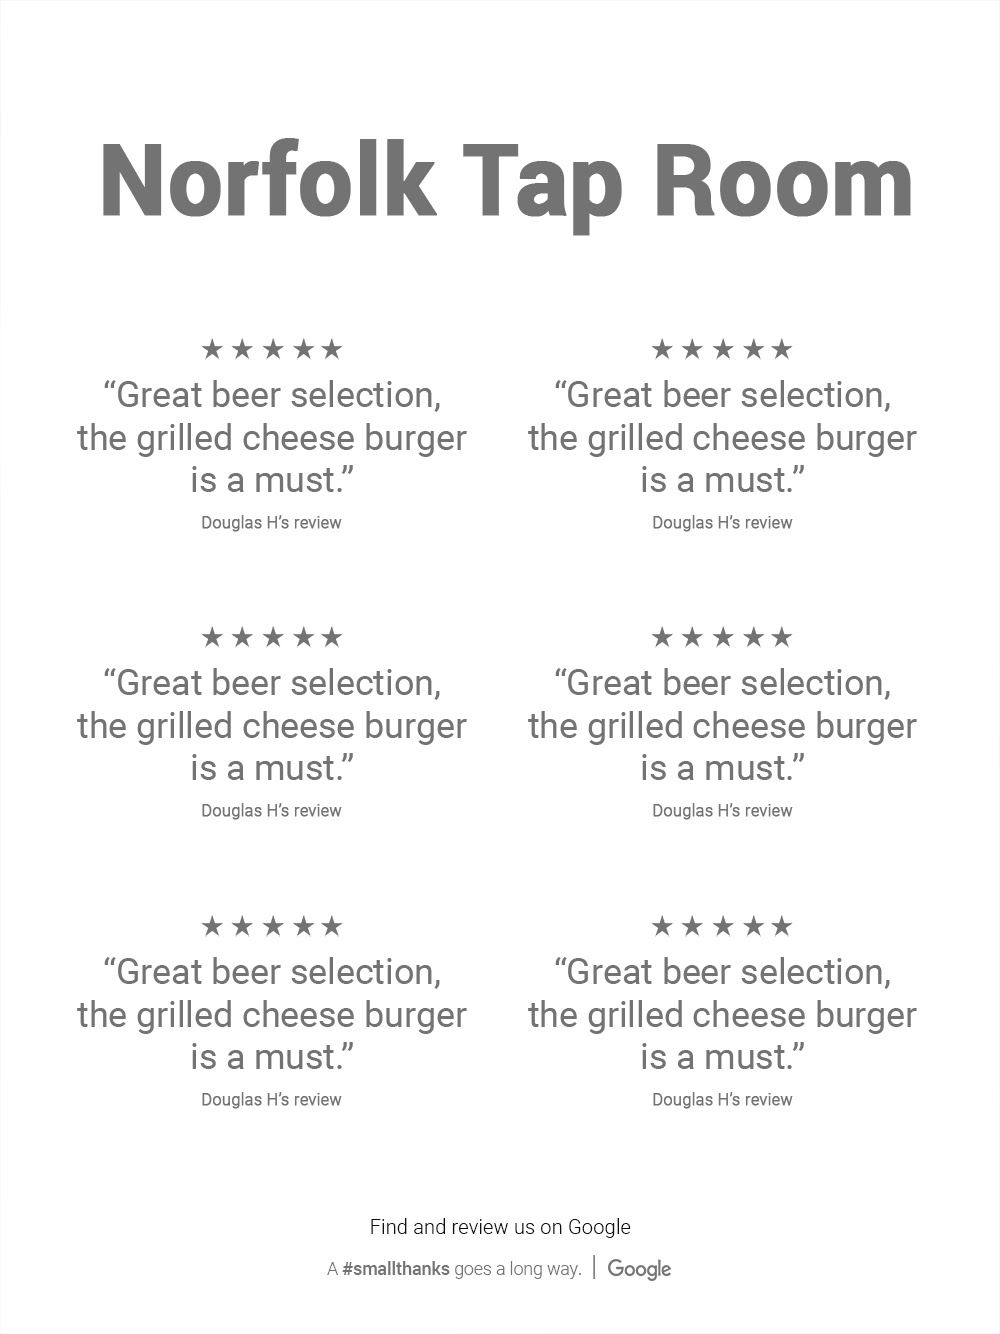 Norfolk Tap Room
★★★★★
“Great beer selection,
the grilled cheese burger
is a must.”
Douglas H’s review
★★★★★
“Great beer selection,
the grilled cheese burger
is a must.”
Douglas H’s review
★★★★★
“Great beer selection,
the grilled cheese burger
is a must.”
Douglas H’s review
★★★★★
“Great beer selection,
the grilled cheese burger
is a must.”
Douglas H’s review
★★★★★
“Great beer selection,
the grilled cheese burger
is a must.”
Douglas H’s review
★★★★★
“Great beer selection,
the grilled cheese burger
is a must.”
Douglas H’s review
Find and review us on Google
A #smallthanks goes a long way. | Google